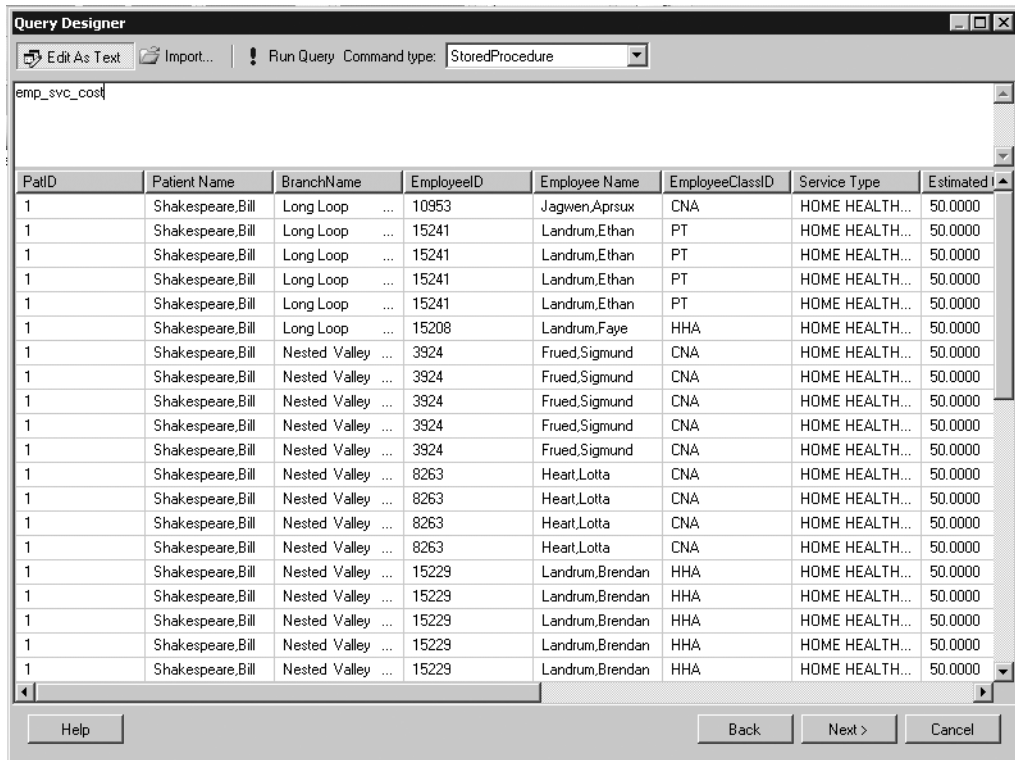 Query Designer
Edit As Text Import... Run Query Command type: StoredProcedure
emp_svc_cost
PatID Patient Name BranchName EmployeeID Employee Name EmployeeClassID Service Type Estimated
1 Shakespeare,Bill Long Loop ... 10953 Jagwen,Aprsux CNA HOME HEALTH... 50.0000
1 Shakespeare,Bill Long Loop ... 15241 Landrum,Ethan PT HOME HEALTH... 50.0000
1 Shakespeare,Bill Long Loop ... 15241 Landrum,Ethan PT HOME HEALTH... 50.0000
1 Shakespeare,Bill Long Loop ... 15241 Landrum,Ethan PT HOME HEALTH... 50.0000
1 Shakespeare,Bill Long Loop ... 15208 Landrum,Faye HHA HOME HEALTH... 50.0000
1 Shakespeare,Bill Nested Valley ... 3924 Frued,Sigmund CNA HOME HEALTH... 50.0000
1 Shakespeare,Bill Nested Valley ... 3924 Frued,Sigmund CNA HOME HEALTH... 50.0000
1 Shakespeare,Bill Nested Valley ... 3924 Frued,Sigmund CNA HOME HEALTH... 50.0000
1 Shakespeare,Bill Nested Valley ... 3924 Frued,Sigmund CNA HOME HEALTH... 50.0000
1 Shakespeare,Bill Nested Valley ... 3924 Frued,Sigmund CNA HOME HEALTH... 50.0000
1 Shakespeare,Bill Nested Valley ... 8263 Heart,Lotta CNA HOME HEALTH... 50.0000
1 Shakespeare,Bill Nested Valley ... 8263 Heart,Lotta CNA HOME HEALTH... 50.0000
1 Shakespeare,Bill Nested Valley ... 8263 Heart,Lotta CNA HOME HEALTH... 50.0000
1 Shakespeare,Bill Nested Valley ... 8263 Heart,Lotta CNA HOME HEALTH... 50.0000
1 Shakespeare,Bill Nested Valley ... 15229 Landrum,Brendan HHA HOME HEALTH... 50.0000
1 Shakespeare,Bill Nested Valley ... 15229 Landrum,Brendan HHA HOME HEALTH... 50.0000
1 Shakespeare,Bill Nested Valley ... 15229 Landrum,Brendan HHA HOME HEALTH... 50.0000
1 Shakespeare,Bill Nested Valley ... 15229 Landrum,Brendan HHA HOME HEALTH... 50.0000
1 Shakespeare,Bill Nested Valley ... 15229 Landrum,Brendan HHA HOME HEALTH... 50.0000
Help Back Next > Cancel